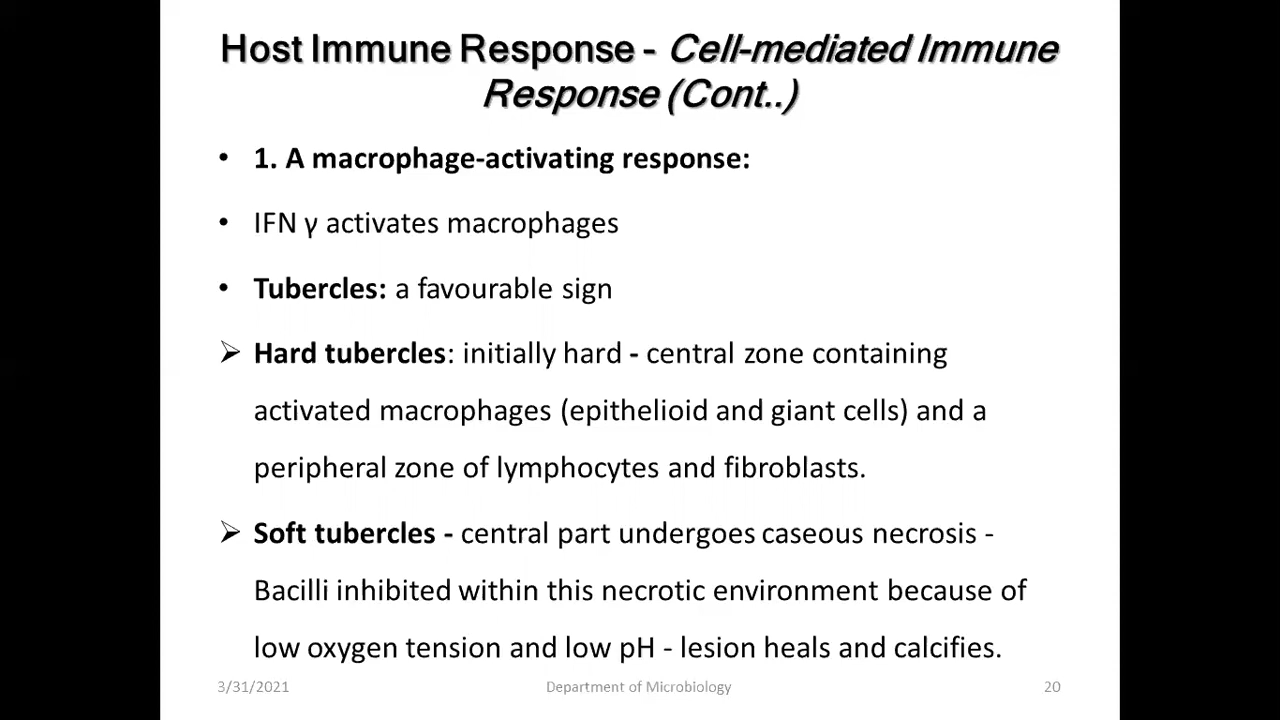 Host Immune Response - Cell-mediated Immune
Response (Cont..)
• 1. A macrophage-activating response:
• IFN γ activates macrophages
• Tubercles: a favourable sign
➢ Hard tubercles: initially hard - central zone containing
activated macrophages (epithelioid and giant cells) and a
peripheral zone of lymphocytes and fibroblasts.
➢ Soft tubercles - central part undergoes caseous necrosis -
Bacilli inhibited within this necrotic environment because of
low oxygen tension and low pH - lesion heals and calcifies.
3/31/2021 Department of Microbiology 20